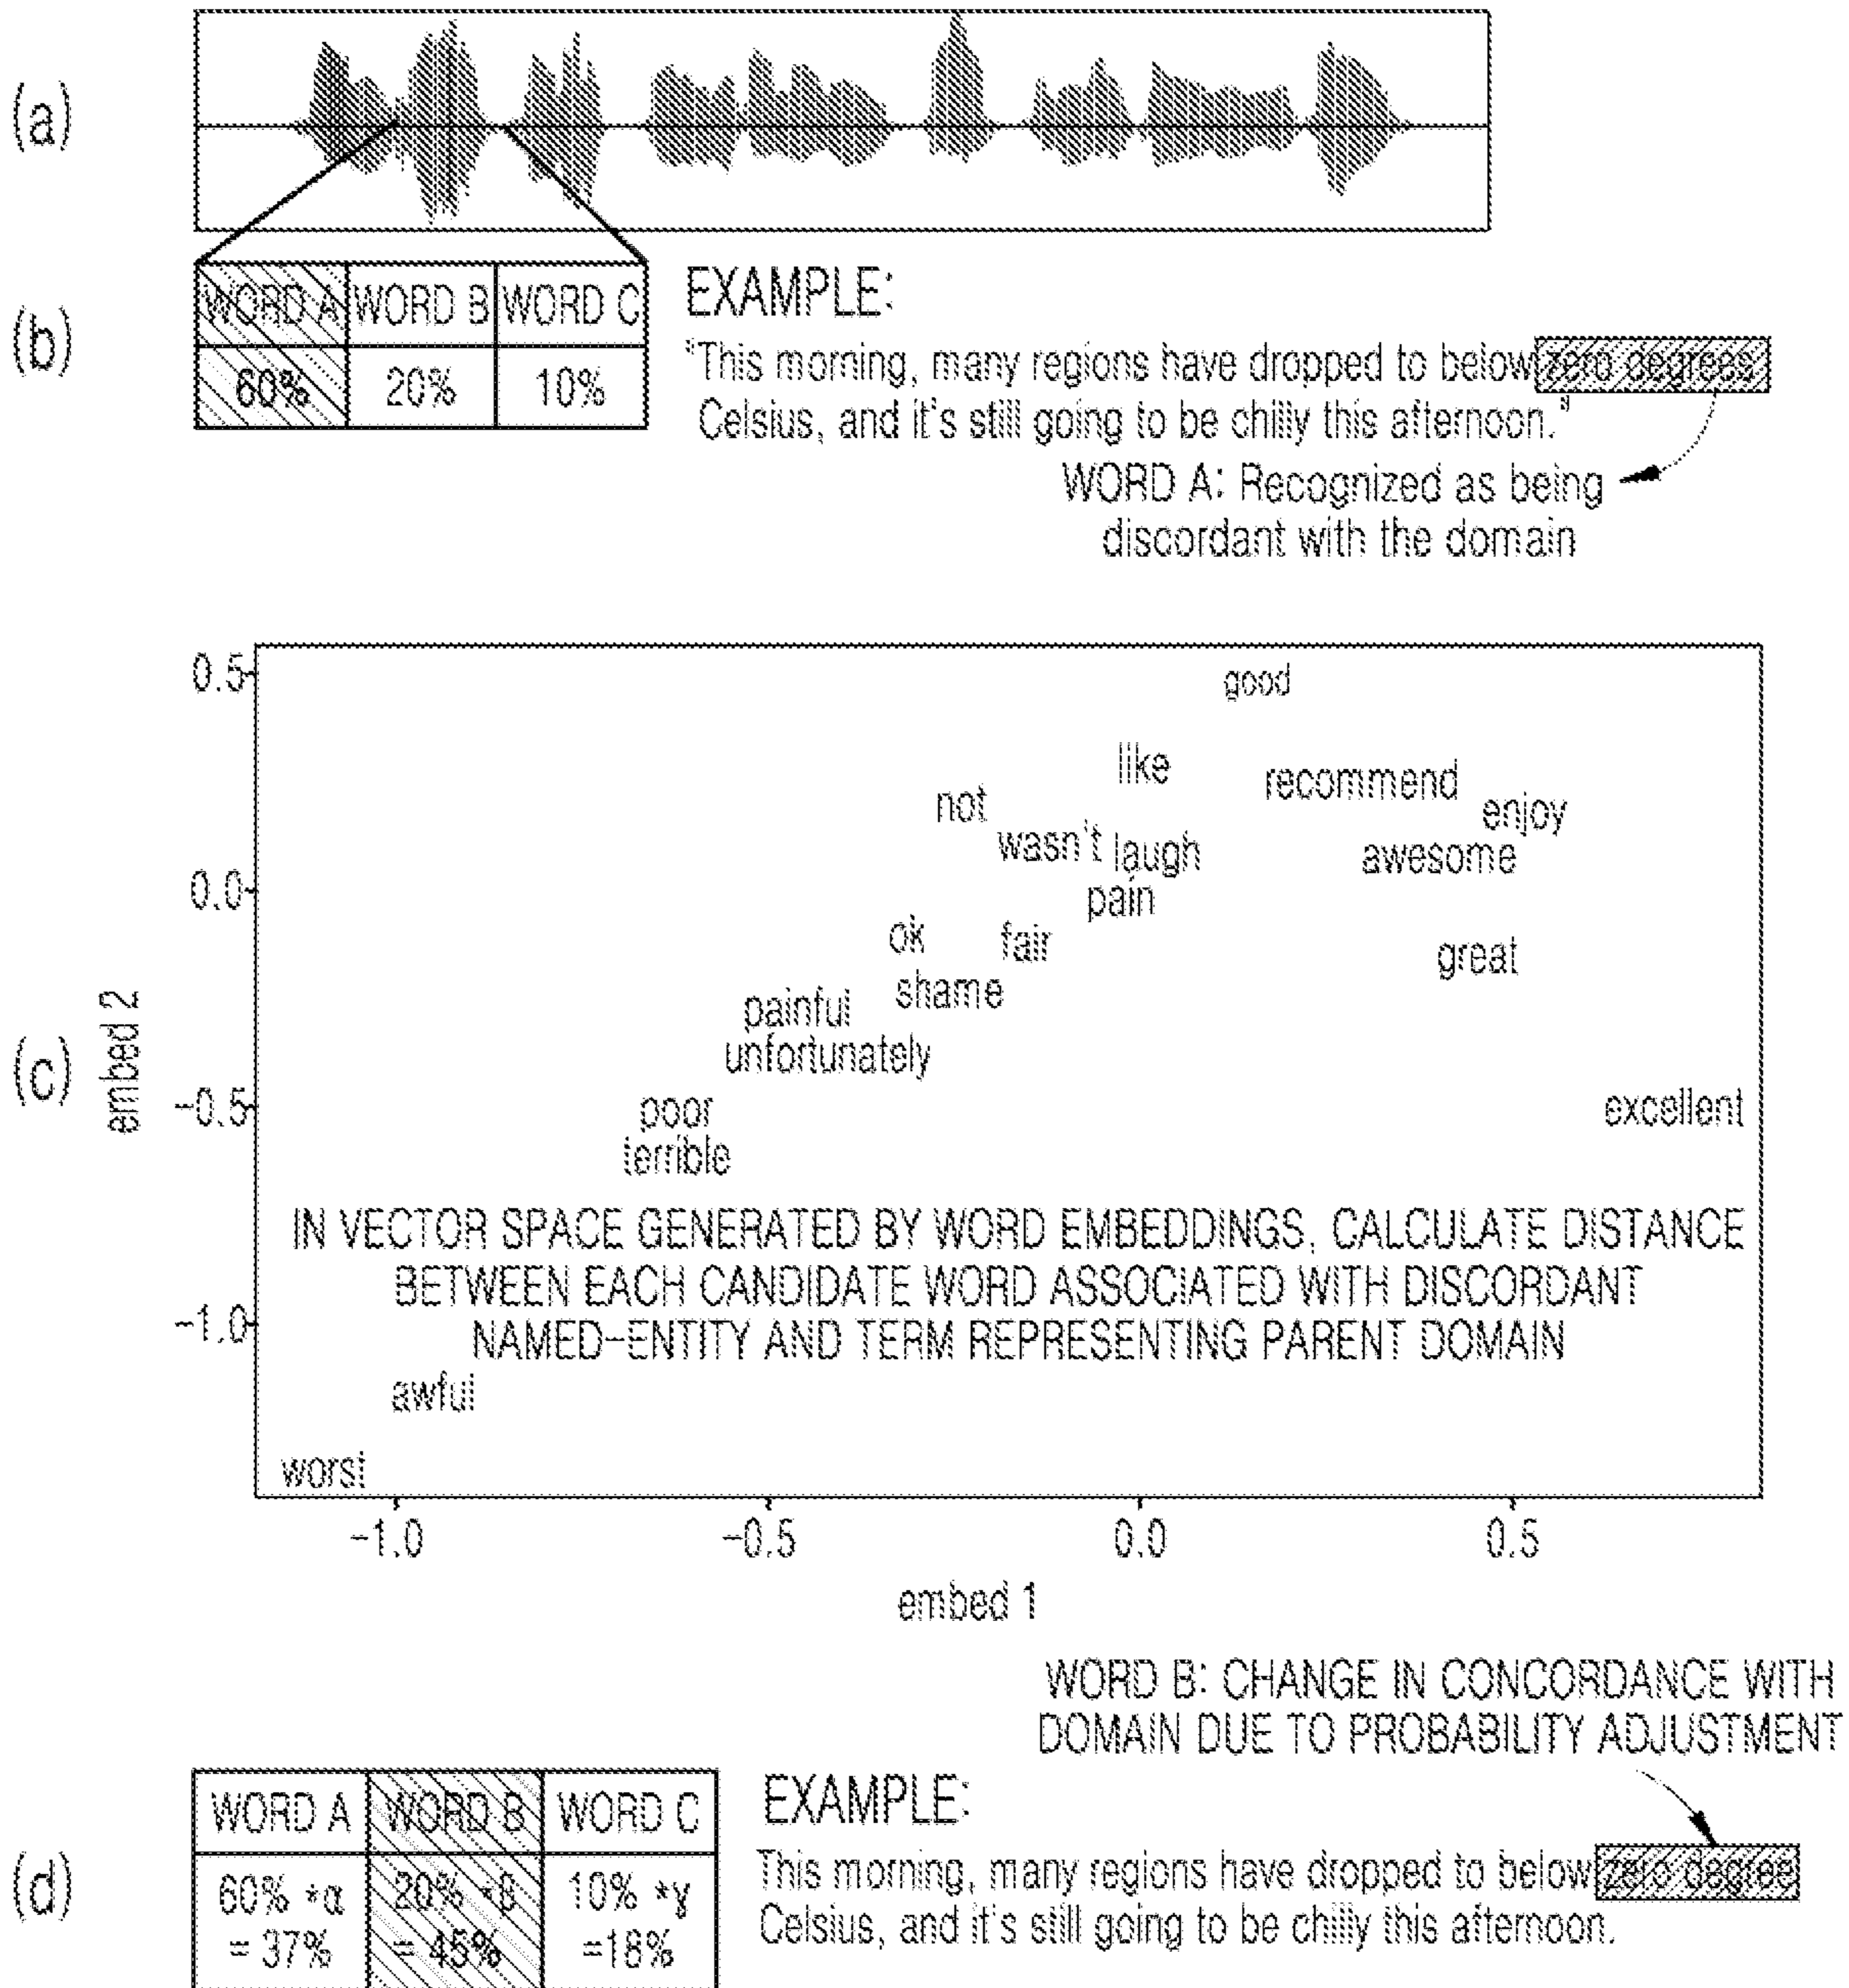 (a)
(b)
WORD A WORD B WORD C
60% 20% 10%
EXAMPLE:
"This morning, many regions have dropped to below zero degrees
Celsius, and it's still going to be chilly this afternoon."
WORD A: Recognized as being
discordant with the domain
(c)
embed 2
0.5
0.0
-0.5
-1.0
good
like
recommend
not
enjoy
wasn't
laugh
awesome
pain
ok
fair
great
shame
painful
unfortunately
poor
excellent
terrible
IN VECTOR SPACE GENERATED BY WORD EMBEDDINGS, CALCULATE DISTANCE
BETWEEN EACH CANDIDATE WORD ASSOCIATED WITH DISCORDANT
NAMED-ENTITY AND TERM REPRESENTING PARENT DOMAIN
awful
worst
-1.0 -0.5 0.0 0.5
embed 1
WORD B: CHANGE IN CONCORDANCE WITH
DOMAIN DUE TO PROBABILITY ADJUSTMENT
(d)
WORD A WORD B WORD C
60% *α 20% *β 10% *γ
= 37% = 45% =18%
EXAMPLE:
This morning, many regions have dropped to below zero degree
Celsius, and it's still going to be chilly this afternoon.